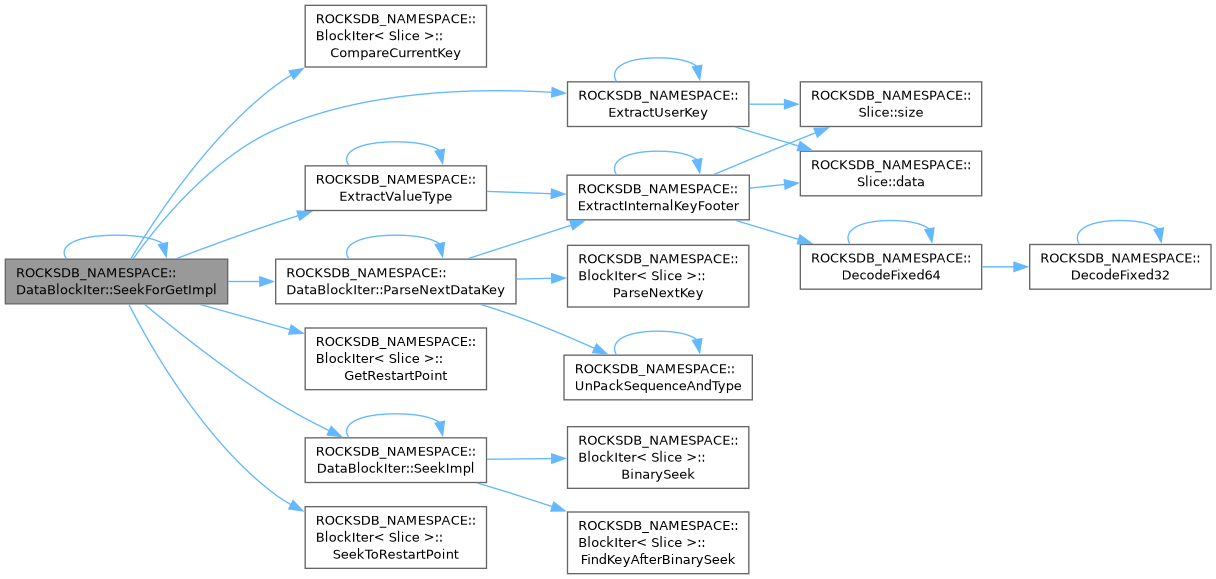 ROCKSDB_NAMESPACE::
DataBlockIter::SeekForGetImpl
ROCKSDB_NAMESPACE::
BlockIter< Slice >::
CompareCurrentKey
ROCKSDB_NAMESPACE::
ExtractUserKey
ROCKSDB_NAMESPACE::
Slice::size
ROCKSDB_NAMESPACE::
Slice::data
ROCKSDB_NAMESPACE::
ExtractValueType
ROCKSDB_NAMESPACE::
ExtractInternalKeyFooter
ROCKSDB_NAMESPACE::
DecodeFixed64
ROCKSDB_NAMESPACE::
DecodeFixed32
ROCKSDB_NAMESPACE::
DataBlockIter::ParseNextDataKey
ROCKSDB_NAMESPACE::
BlockIter< Slice >::
ParseNextKey
ROCKSDB_NAMESPACE::
UnPackSequenceAndType
ROCKSDB_NAMESPACE::
BlockIter< Slice >::
GetRestartPoint
ROCKSDB_NAMESPACE::
DataBlockIter::SeekImpl
ROCKSDB_NAMESPACE::
BlockIter< Slice >::
BinarySeek
ROCKSDB_NAMESPACE::
BlockIter< Slice >::
FindKeyAfterBinarySeek
ROCKSDB_NAMESPACE::
BlockIter< Slice >::
SeekToRestartPoint